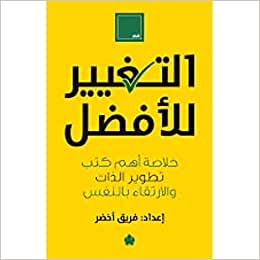 التغيير
للأفضل
خلاصة أهم كتب
تطوير الذات
والارتقاء بالنفس
إعداد: فريق أخضر